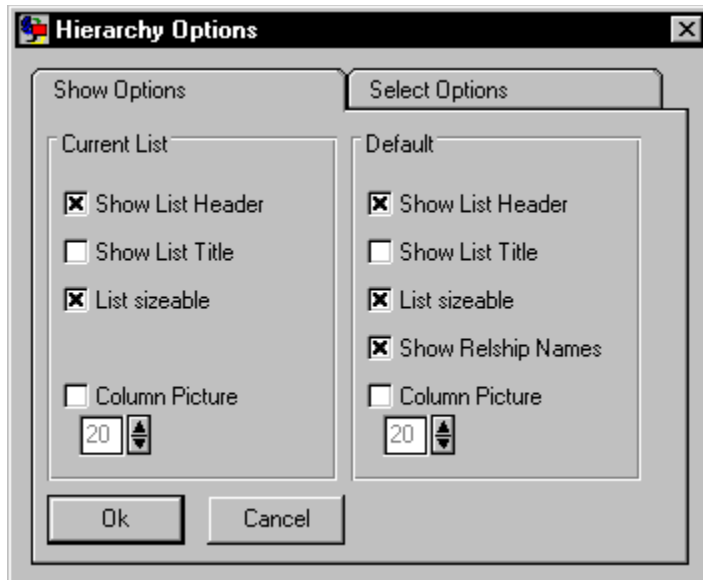 Hierarchy Options
Show Options
Select Options
Current List
Show List Header
Show List Title
List sizeable
Column Picture
20
Default
Show List Header
Show List Title
List sizeable
Show Relship Names
Column Picture
20
Ok
Cancel